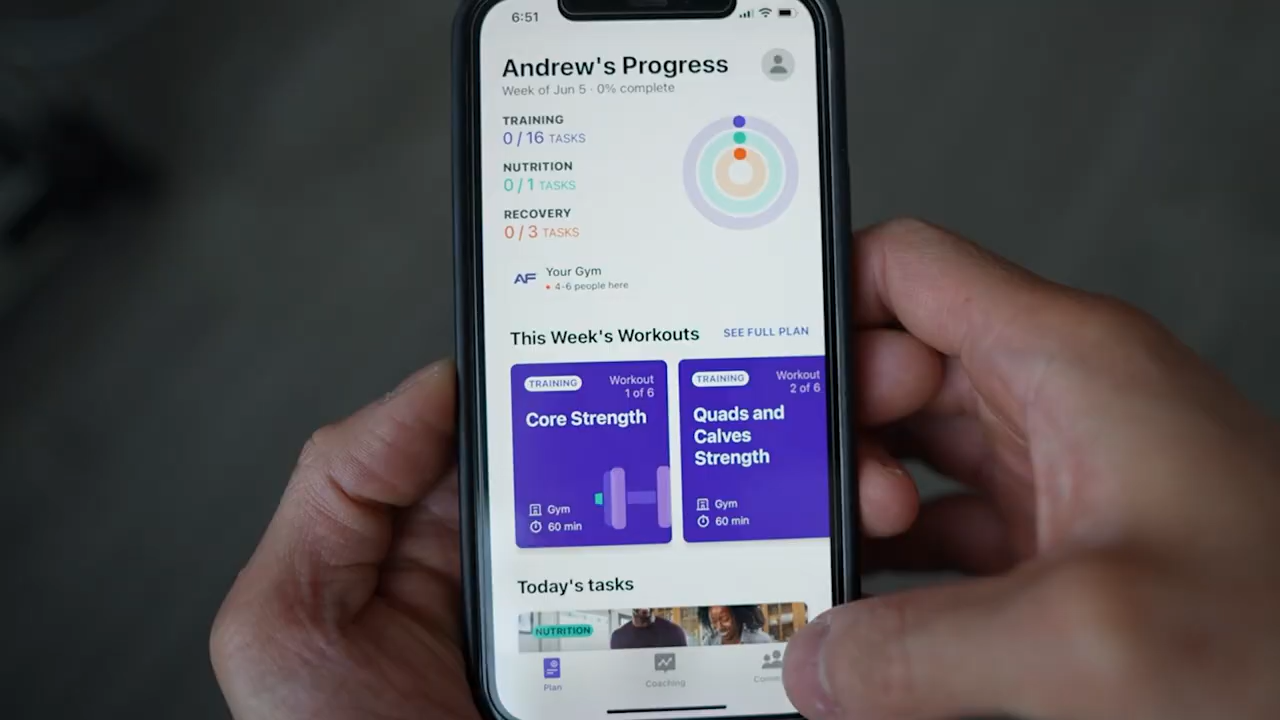 6:51
Andrew's Progress
Week of Jun 5 · 0% complete
TRAINING
0 / 16 TASKS
NUTRITION
0 / 1 TASKS
RECOVERY
0 / 3 TASKS
AF
Your Gym
4-6 people here
This Week's Workouts
SEE FULL PLAN
TRAINING
Workout
1 of 6
Core Strength
Gym
60 min
TRAINING
Workout
2 of 6
Quads and
Calves
Strength
Gym
60 min
Today's tasks
NUTRITION
Plan
Coaching